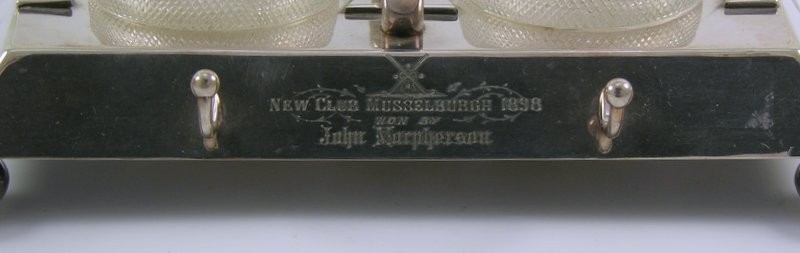 New Club Musselburgh 1898
WON BY
John Macpherson